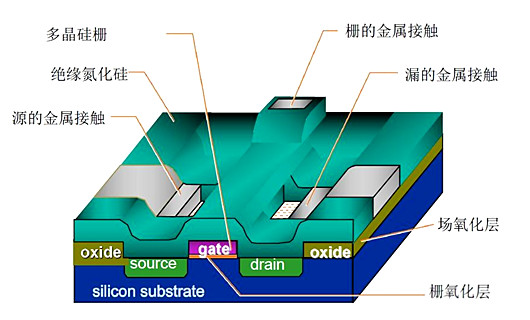 多晶硅栅
栅的金属接触
绝缘氮化硅
漏的金属接触
源的金属接触
场氧化层
oxide
gate
oxide
source
drain
silicon substrate
栅氧化层